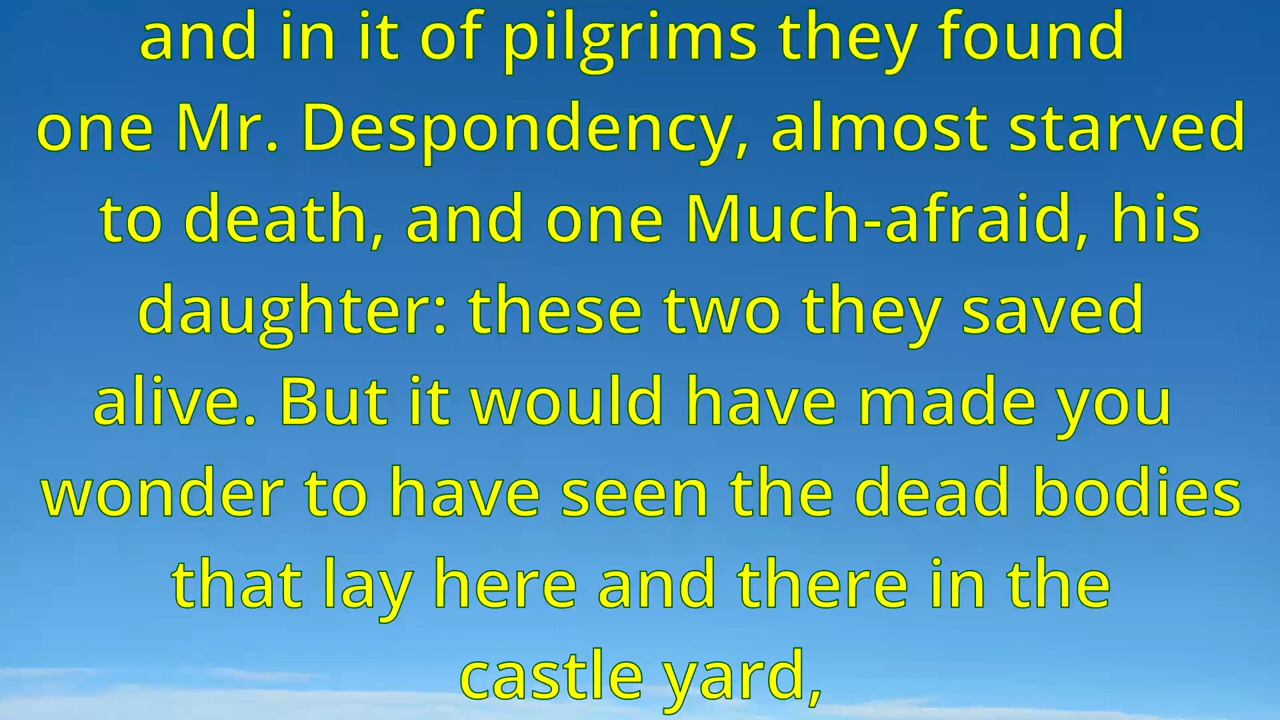 and in it of pilgrims they found
one Mr. Despondency, almost starved
to death, and one Much-afraid, his
daughter: these two they saved
alive. But it would have made you
wonder to have seen the dead bodies
that lay here and there in the
castle yard,